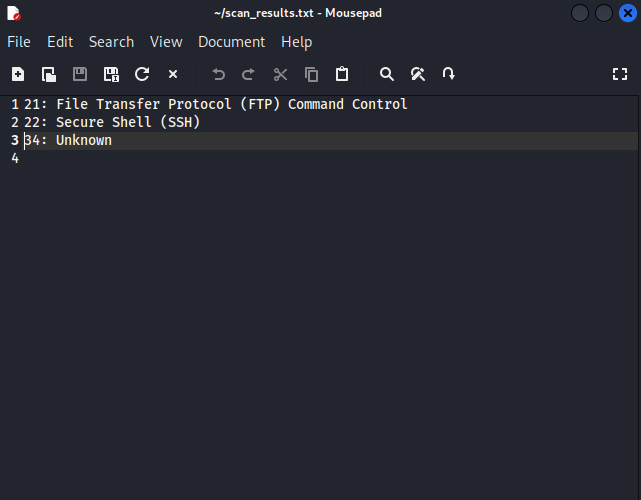 ~/scan_results.txt - Mousepad
File Edit Search View Document Help
1 21: File Transfer Protocol (FTP) Command Control
2 22: Secure Shell (SSH)
3 34: Unknown
4